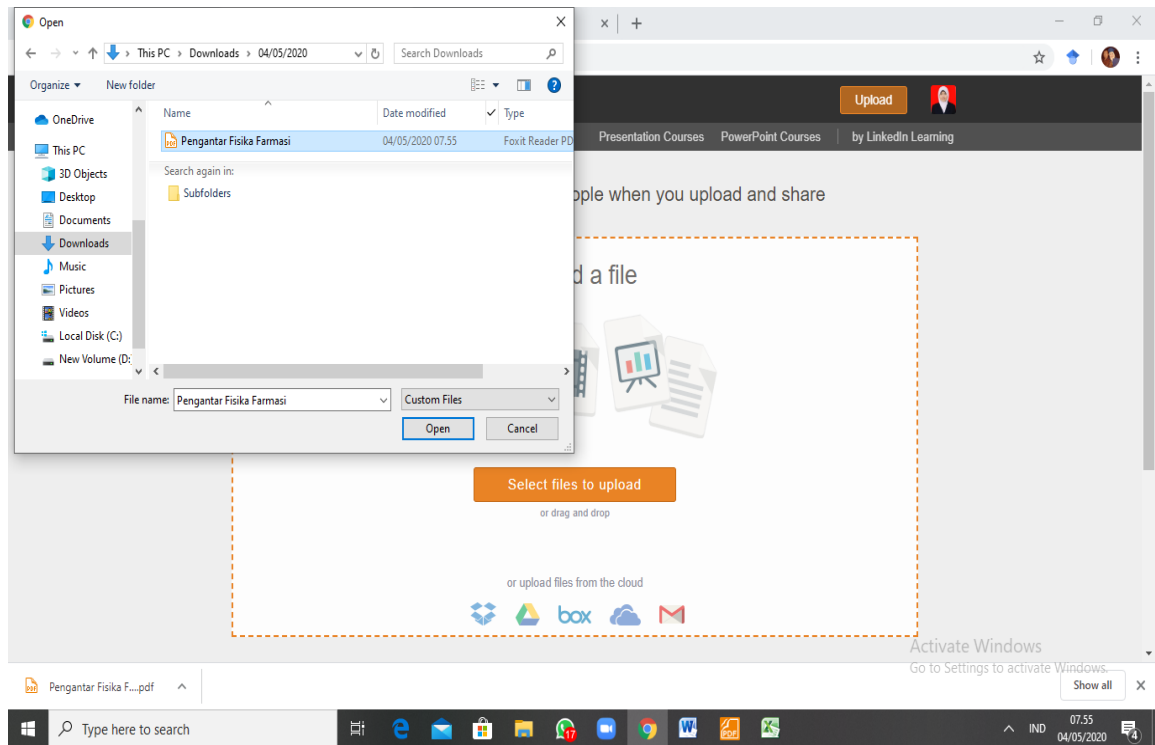 Open
This PC > Downloads > 04/05/2020
Search Downloads
Organize
New folder
Name
Date modified
Type
OneDrive
This PC
3D Objects
Desktop
Documents
Downloads
Music
Pictures
Videos
Local Disk (C:)
New Volume (D:
Pengantar Fisika Farmasi
04/05/2020 07.55
Foxit Reader PD
Search again in:
Subfolders
File name:
Pengantar Fisika Farmasi
Custom Files
Open
Cancel
Upload
Presentation Courses
PowerPoint Courses
by LinkedIn Learning
ople when you upload and share
d a file
Select files to upload
or drag and drop
or upload files from the cloud
box
Activate Windows
Go to Settings to activate Windows.
Pengantar Fisika F....pdf
Show all
Type here to search
17
W
PDF
IND
07.55
04/05/2020
4